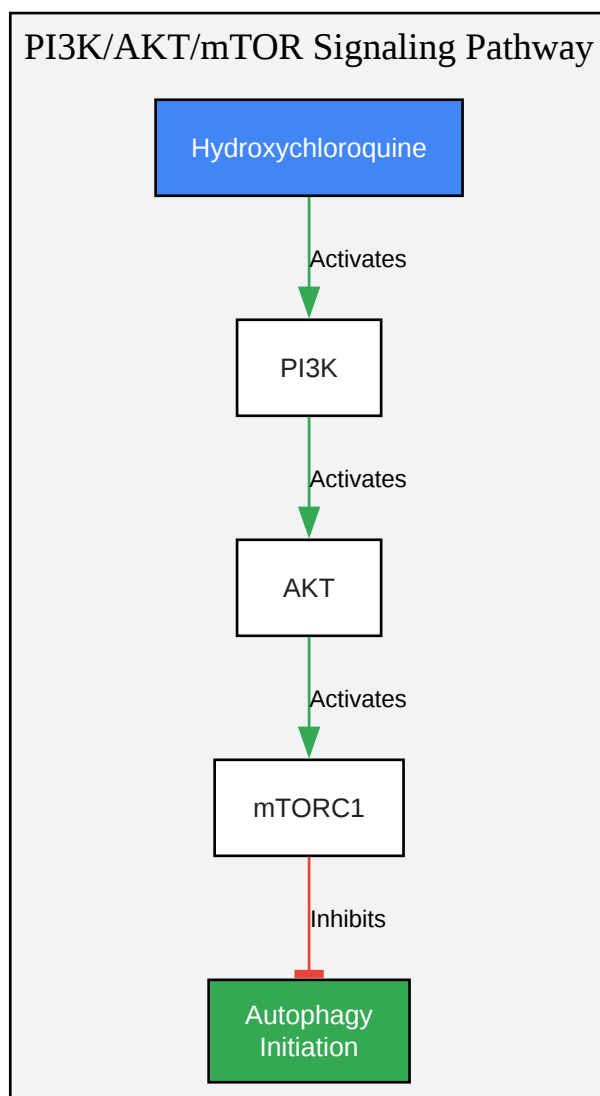 PI3K/AKT/mTOR Signaling Pathway
Hydroxychloroquine
Activates
PI3K
Activates
AKT
Activates
mTORC1
Inhibits
Autophagy
Initiation